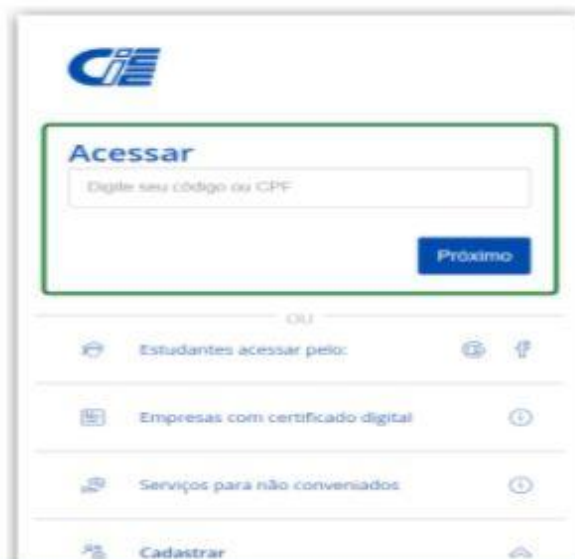 CIEE
Acessar
Digite seu código ou CPF
Próximo
OU
Estudantes acessar pelo:
Empresas com certificado digital
Serviços para não conveniados
Cadastrar